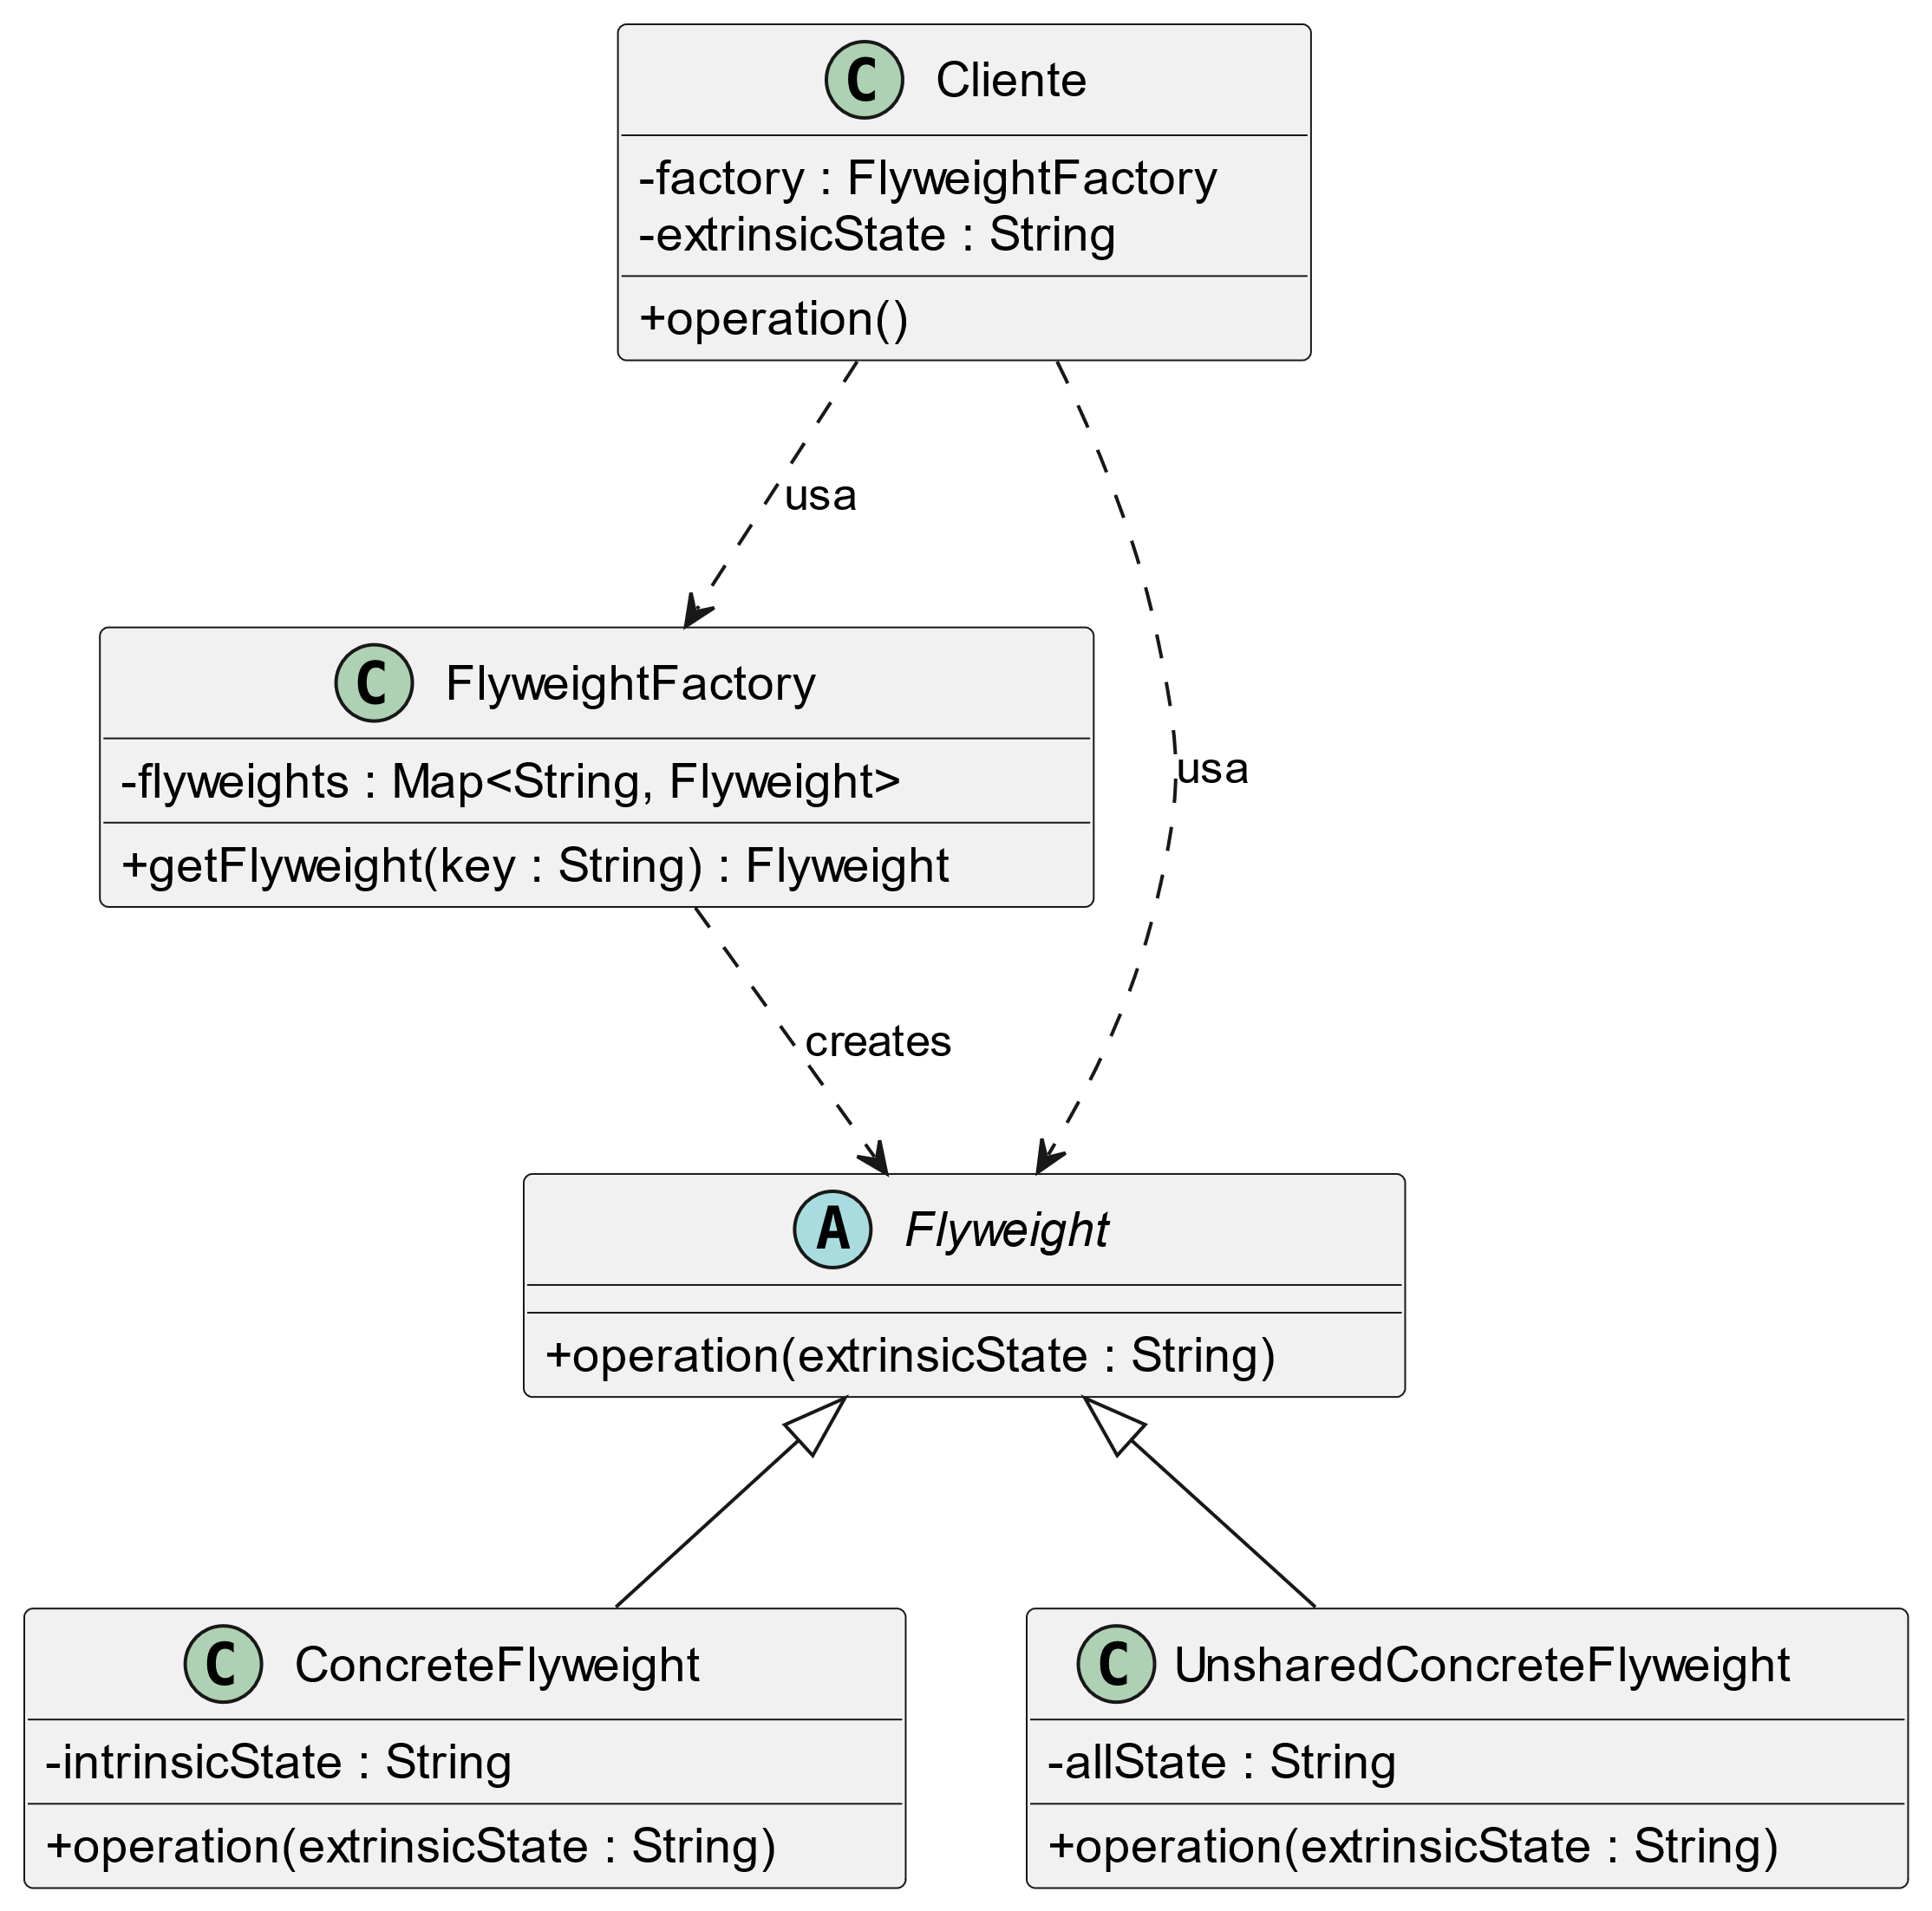 C Cliente
-factory : FlyweightFactory
-extrinsicState : String
+operation()
usa
C FlyweightFactory
-flyweights : Map<String, Flyweight>
+getFlyweight(key : String) : Flyweight
usa
creates
A Flyweight
+operation(extrinsicState : String)
C ConcreteFlyweight
-intrinsicState : String
+operation(extrinsicState : String)
C UnsharedConcreteFlyweight
-allState : String
+operation(extrinsicState : String)